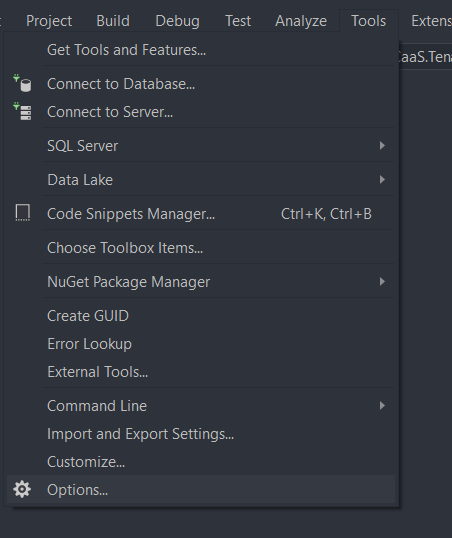 Project Build Debug Test Analyze Tools Extens
Get Tools and Features...
CaaS.Tena
Connect to Database...
Connect to Server...
SQL Server
Data Lake
Code Snippets Manager... Ctrl+K, Ctrl+B
Choose Toolbox Items...
NuGet Package Manager
Create GUID
Error Lookup
External Tools...
Command Line
Import and Export Settings...
Customize...
Options...